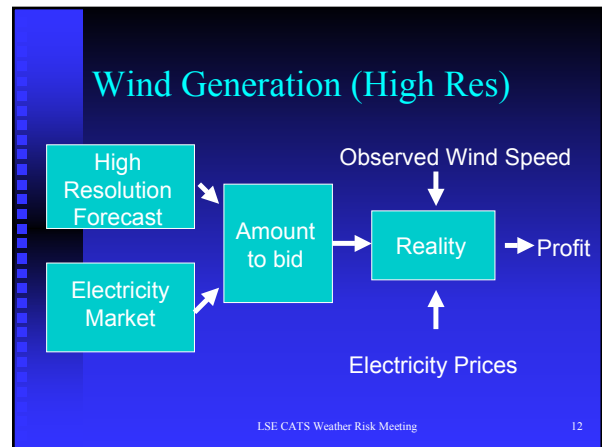 Wind Generation (High Res)
High
Resolution
Forecast
Electricity
Market
Amount
to bid
Observed Wind Speed
Reality
Profit
Electricity Prices
LSE CATS Weather Risk Meeting
12